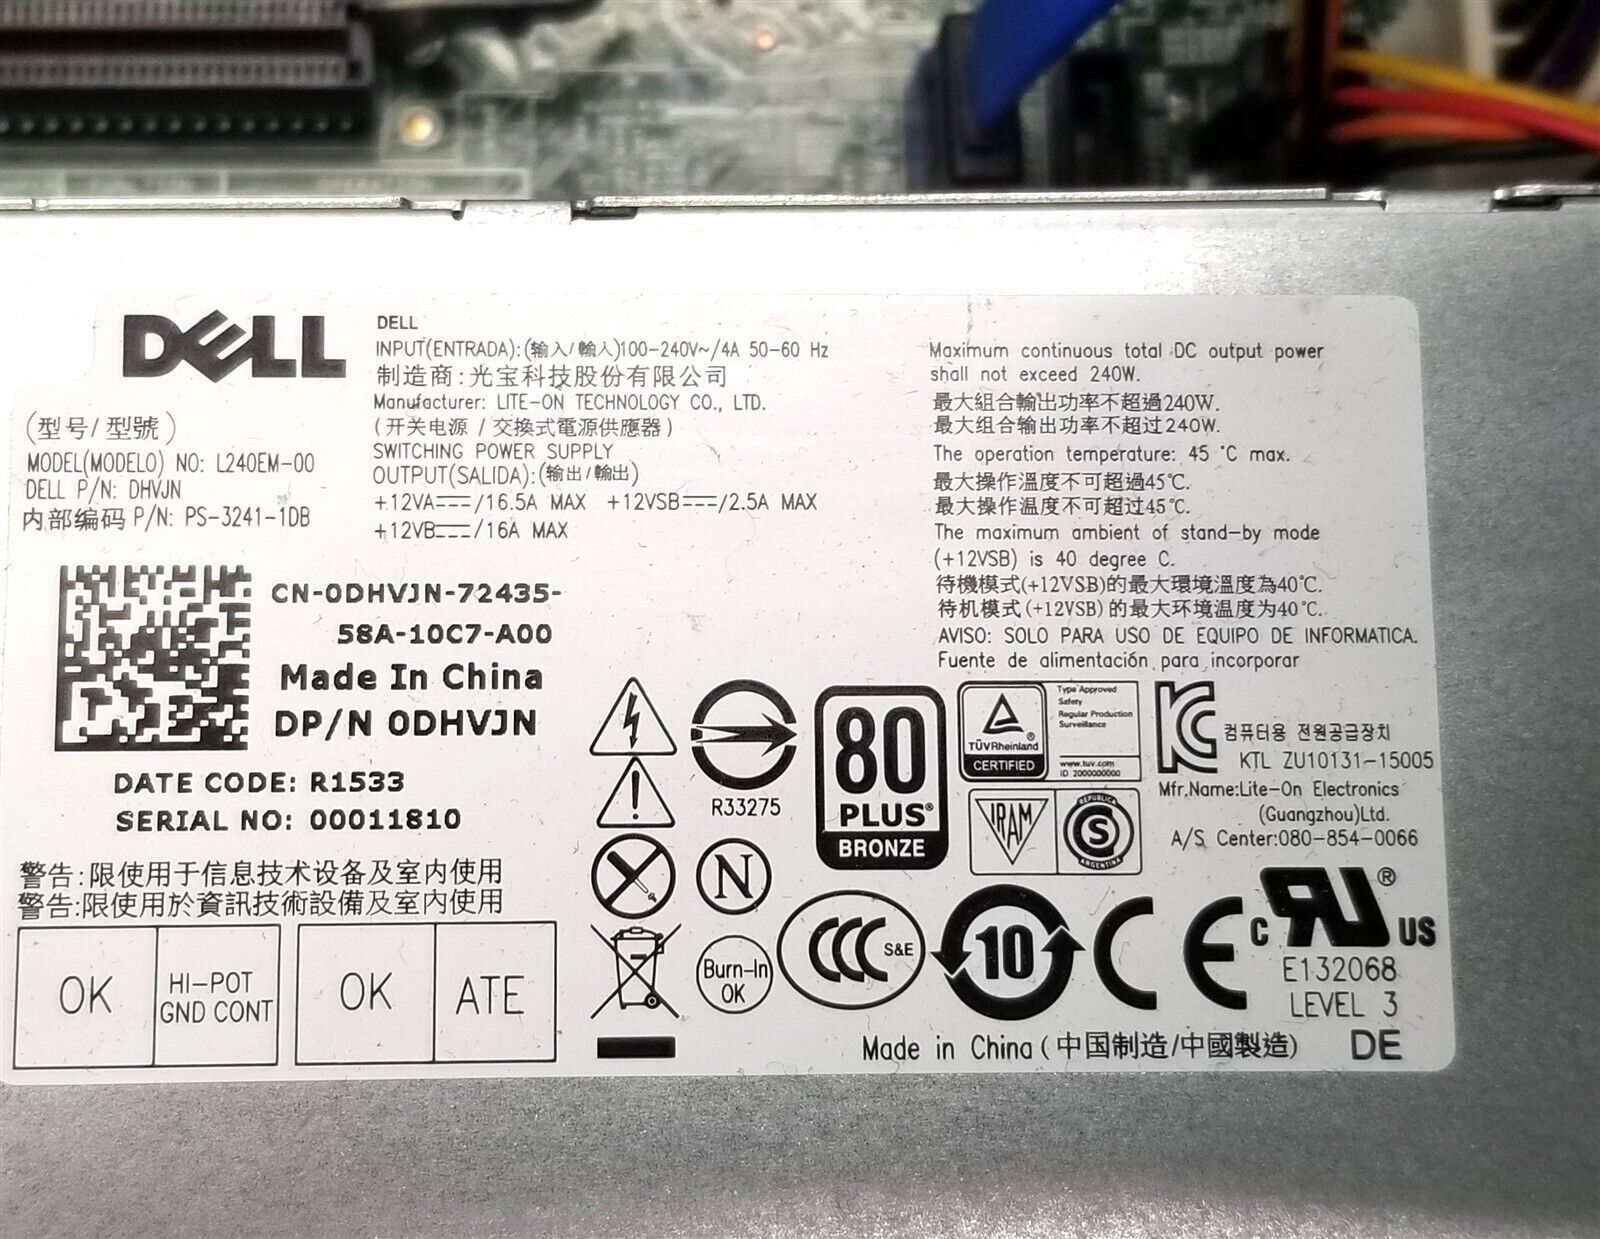 DELL
(型号/型號)
MODEL(MODELO) NO: L240EM-00
DELL P/N: DHVJN
内部编码 P/N: PS-3241-1DB
DELL
INPUT(ENTRADA):(输入/輸入)100-240V~/4A 50-60 Hz
制造商:光宝科技股份有限公司
Manufacturer: LITE-ON TECHNOLOGY CO., LTD.
(开关电源 / 交換式電源供應器)
SWITCHING POWER SUPPLY
OUTPUT(SALIDA):(输出/輸出)
+12VA⎓/16.5A MAX +12VSB⎓/2.5A MAX
+12VB⎓/16A MAX
Maximum continuous total DC output power
shall not exceed 240W.
最大組合輸出功率不超過240W.
最大组合输出功率不超过240W.
The operation temperature: 45 °C max.
最大操作溫度不可超過45℃.
最大操作温度不可超过45℃.
The maximum ambient of stand-by mode
(+12VSB) is 40 degree C.
待機模式(+12VSB)的最大環境溫度為40℃.
待机模式(+12VSB)的最大环境温度为40℃.
AVISO: SOLO PARA USO DE EQUIPO DE INFORMATICA.
Fuente de alimentación para incorporar
CN-0DHVJN-72435-
58A-10C7-A00
Made In China
DP/N 0DHVJN
DATE CODE: R1533
SERIAL NO: 00011810
警告:限使用于信息技术设备及室内使用
警告:限使用於資訊技術設備及室內使用
OK
HI-POT
GND CONT
OK
ATE
R33275
80
PLUS®
BRONZE
TÜVRheinland®
CERTIFIED
Type Approved
Safety
Regular Production
Surveillance
www.tuv.com
ID 2000000000
IRAM
REPUBLICA
S
ARGENTINA
컴퓨터용 전원공급장치
KTL ZU10131-15005
Mfr.Name:Lite-On Electronics
(Guangzhou)Ltd.
A/S Center:080-854-0066
N
Burn-In
OK
CCC S&E
10
CE
c RU® US
E132068
LEVEL 3
Made in China (中国制造/中國製造)
DE